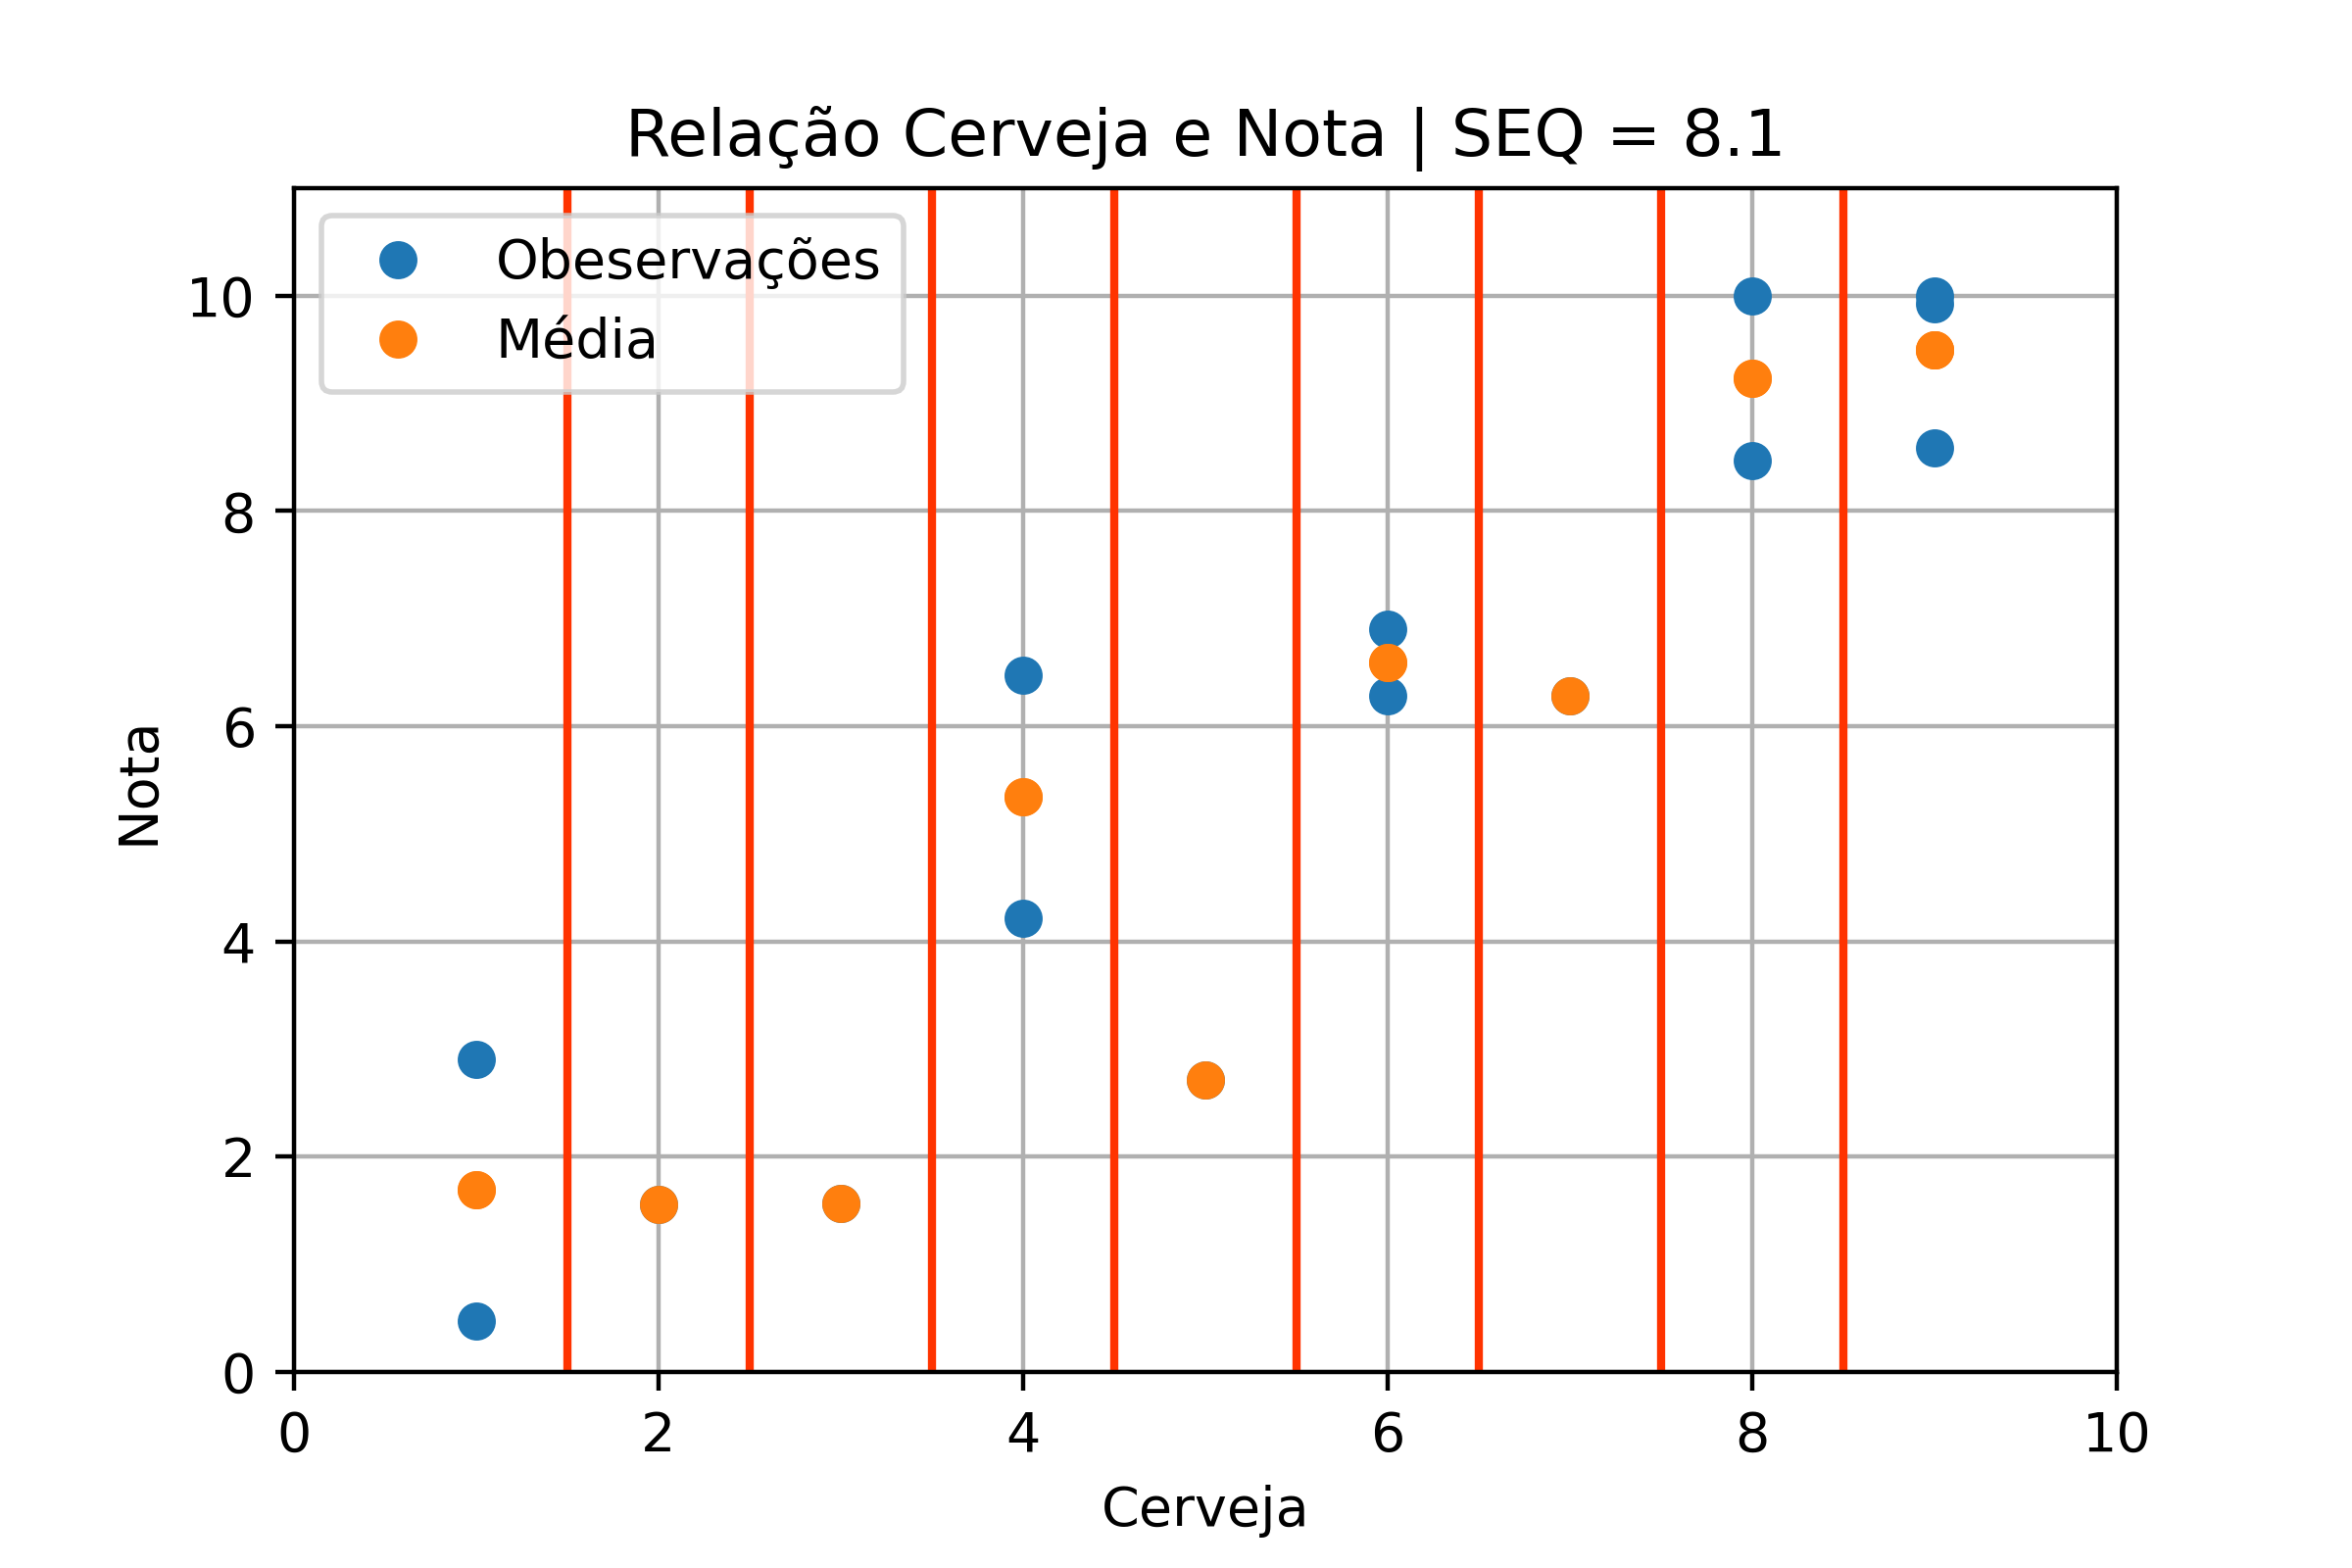 Relação Cerveja e Nota | SEQ = 8.1
Obeservações
Média
10
8
6
4
2
0
Nota
0 2 4 6 8 10
Cerveja